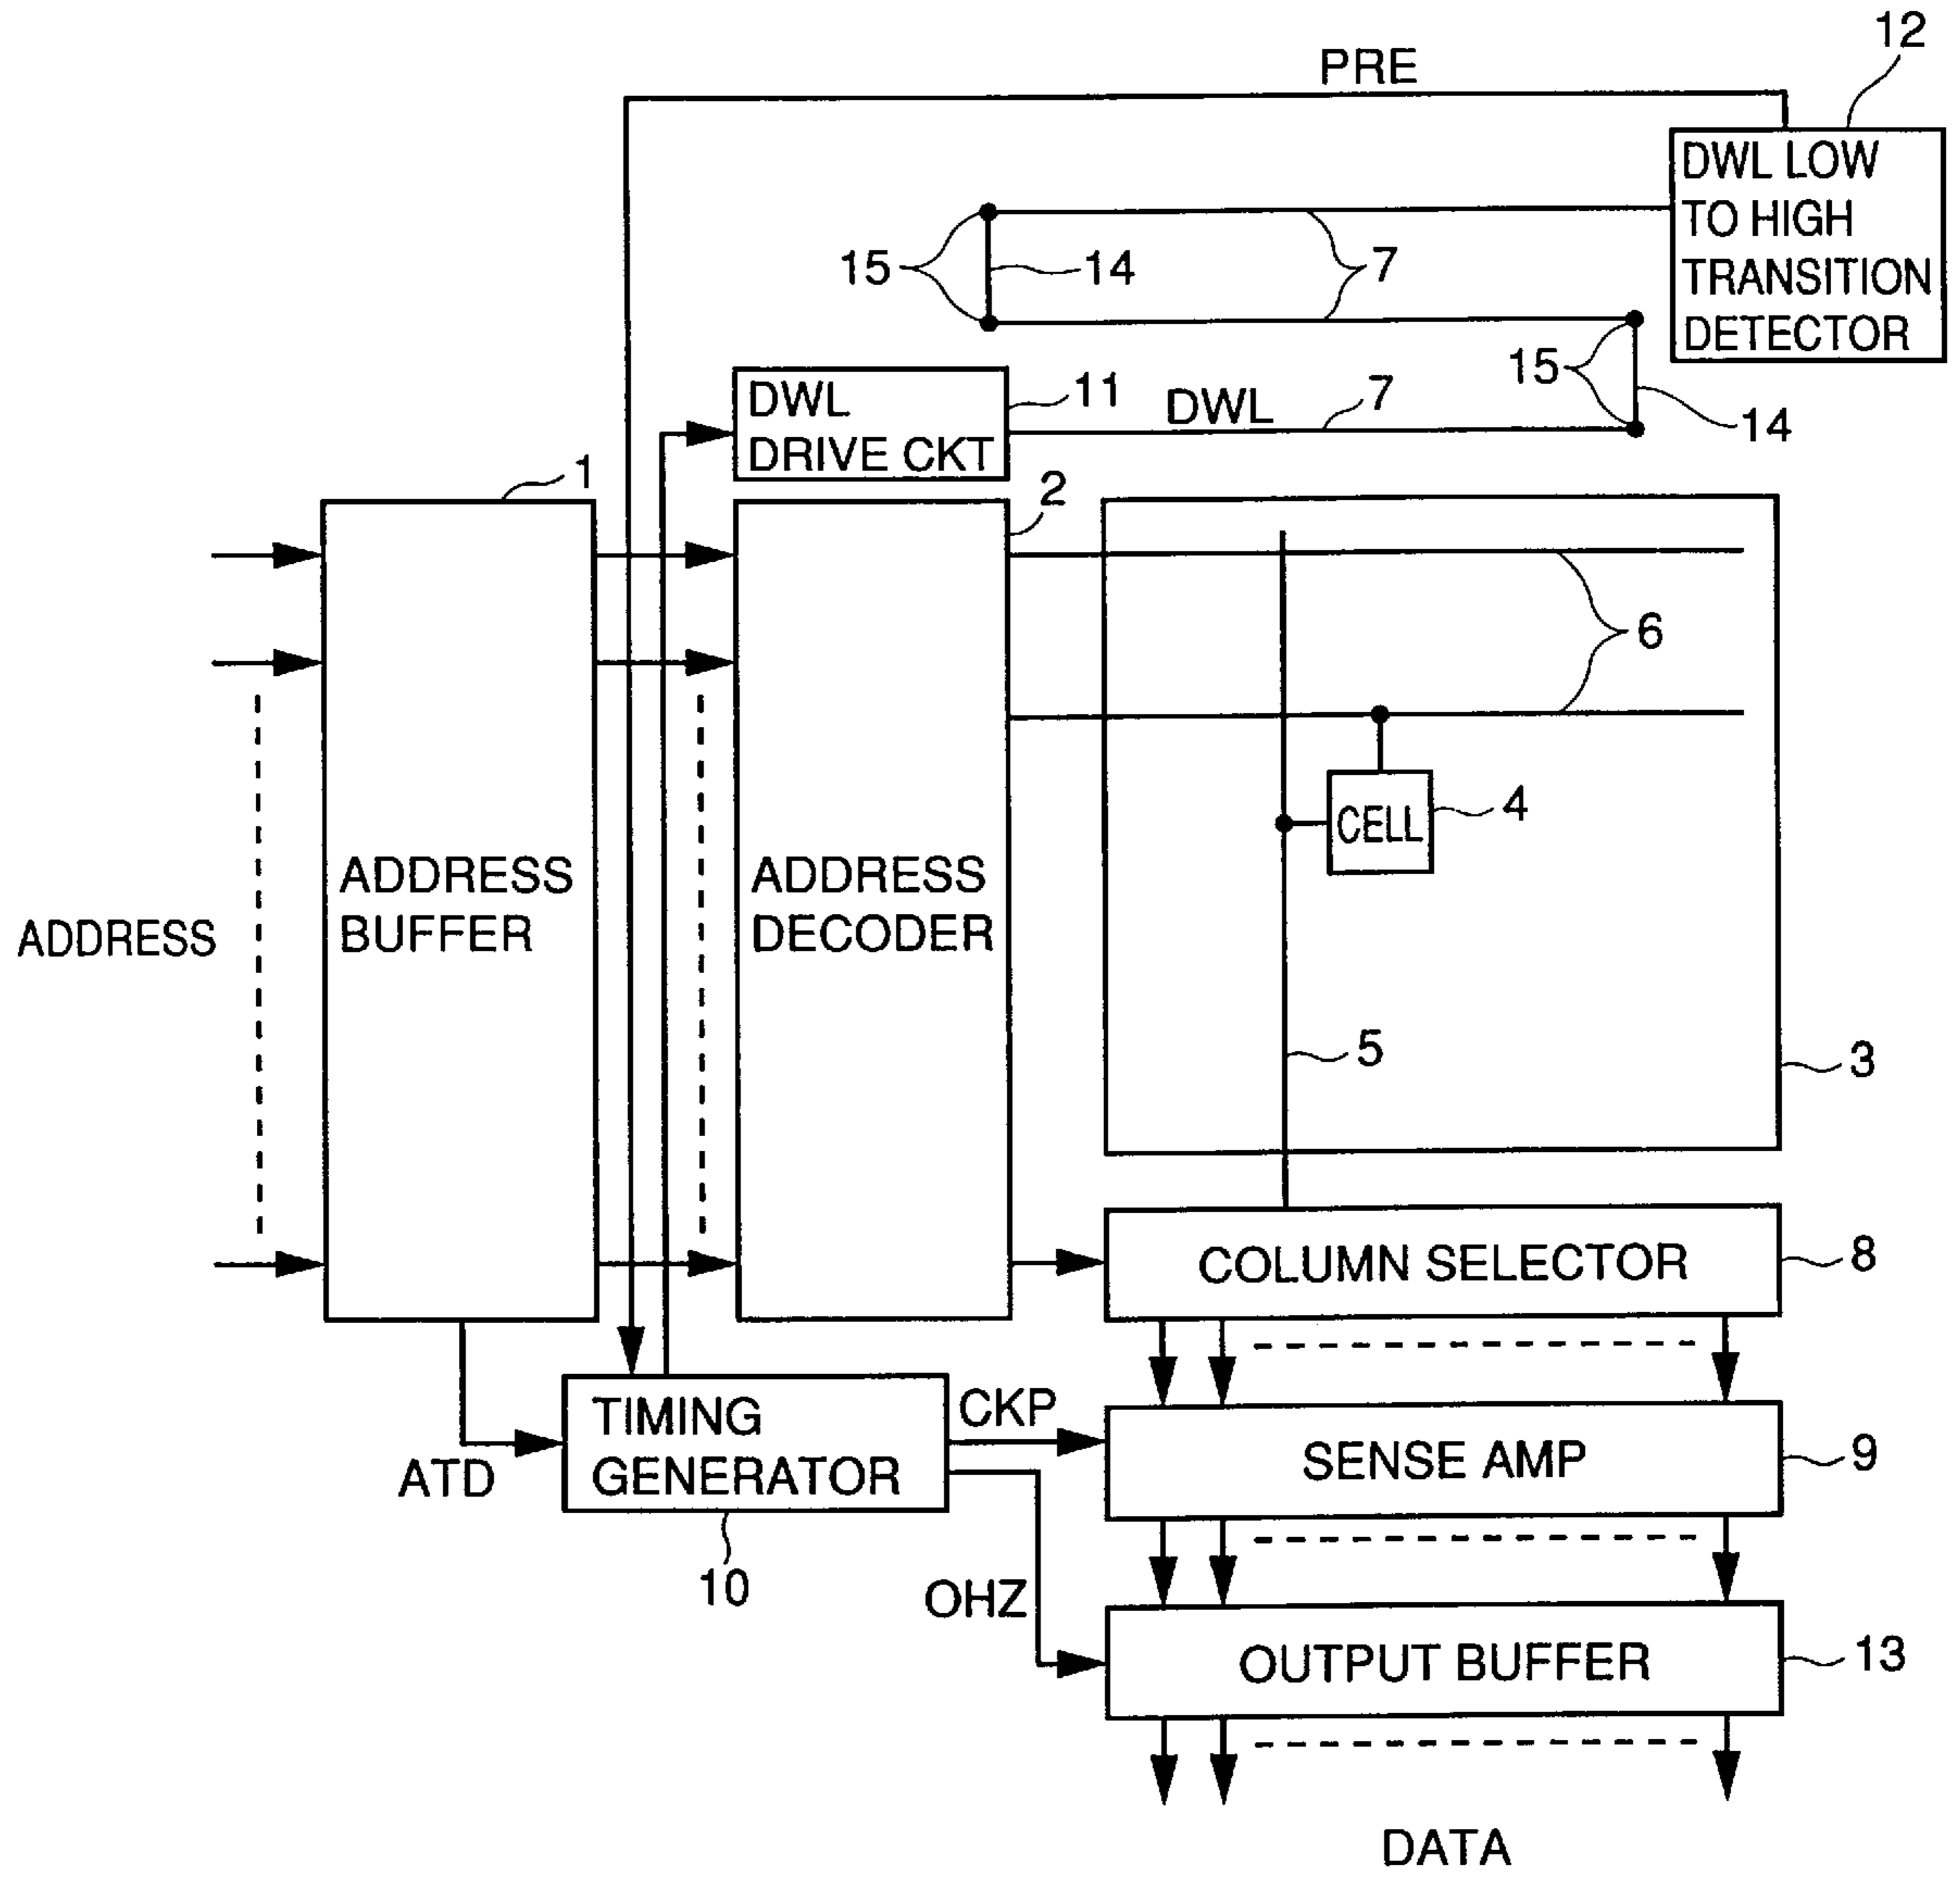 12
PRE
DWL LOW
TO HIGH
TRANSITION
DETECTOR
15
14
7
15
14
DWL
DRIVE CKT
11
DWL
7
1
2
6
CELL
4
ADDRESS
ADDRESS
BUFFER
ADDRESS
DECODER
5
3
COLUMN SELECTOR
8
ATD
TIMING
GENERATOR
CKP
SENSE AMP
9
10
OHZ
OUTPUT BUFFER
13
DATA